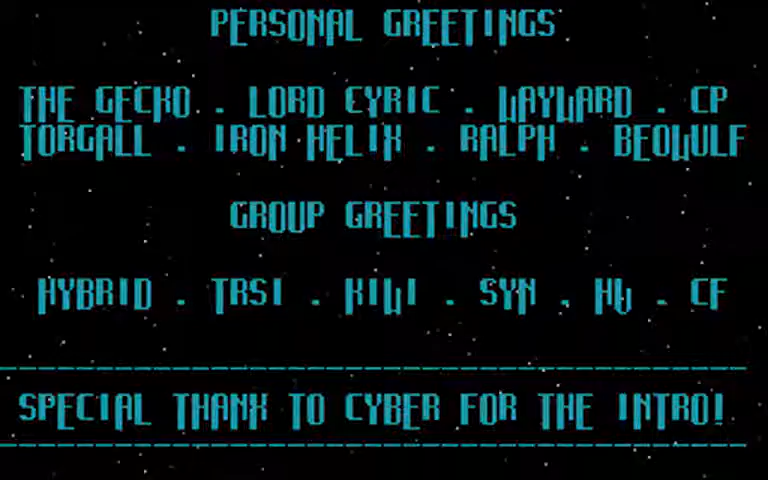 PERSONAL GREETINGS
THE GECKO . LORD CYRIC . WAYWARD . CP
TORGALL . IRON HELIX . RALPH . BEOWULF
GROUP GREETINGS
HYBRID . TRSI . KIWI . SYN . HW . CF
SPECIAL THANX TO CYBER FOR THE INTRO!